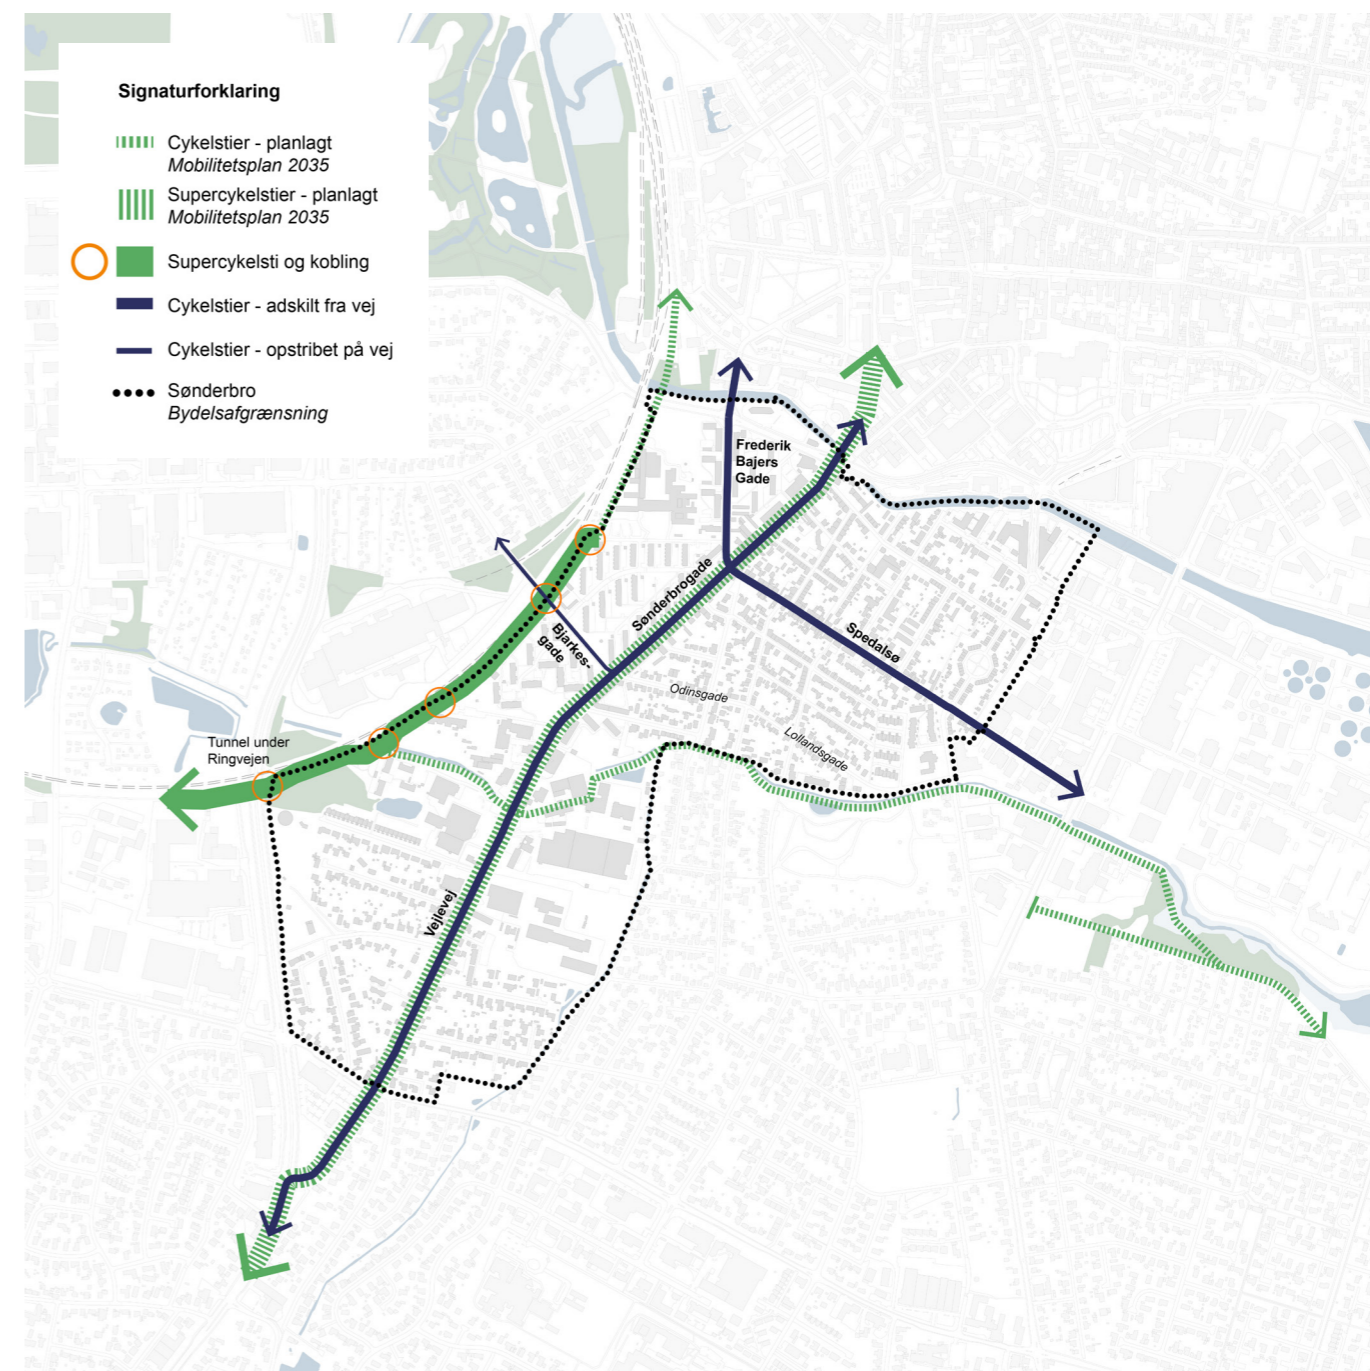 Signaturforklaring
Cykelstier - planlagt
Mobilitetsplan 2035
Supercykelstier - planlagt
Mobilitetsplan 2035
Supercykelsti og kobling
Cykelstier - adskilt fra vej
Cykelstier - opstribet på vej
Sønderbro
Bydelsafgrænsning
Frederik
Bajers
Gade
Sønderbrogade
Bjarkes-
gade
Spedalsø
Odinsgade
Lollandsgade
Tunnel under
Ringvejen
Vejlevej